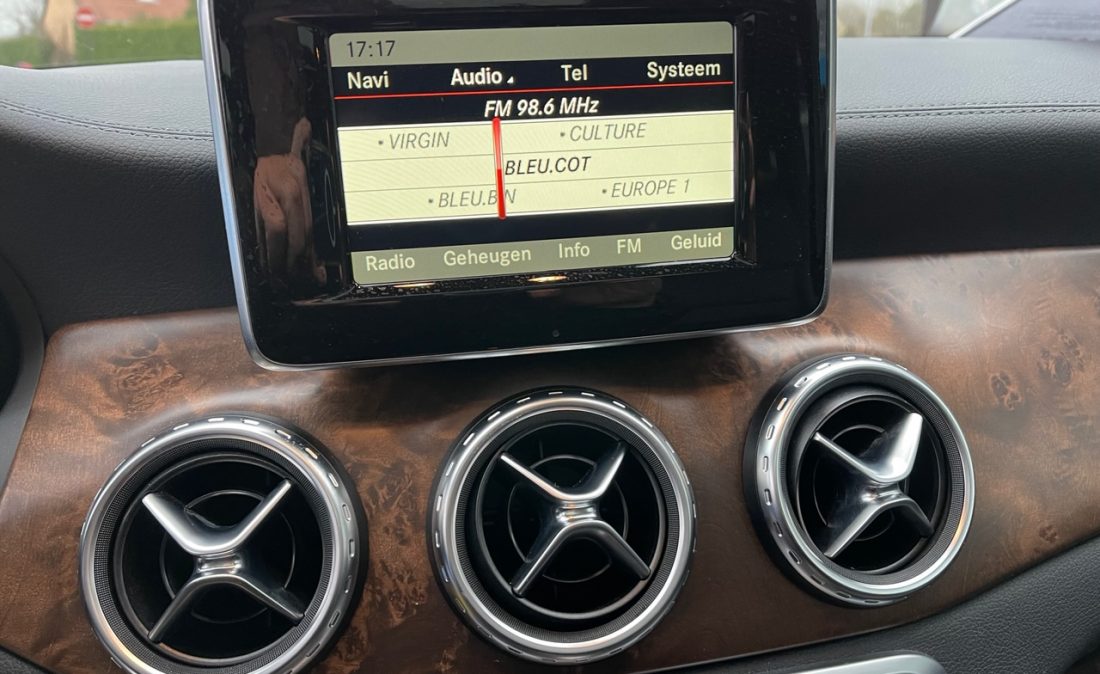 17:17
Navi Audio Tel Systeem
FM 98.6 MHz
• VIRGIN • CULTURE
BLEU.COT
• BLEU.BIN • EUROPE 1
Radio Geheugen Info FM Geluid